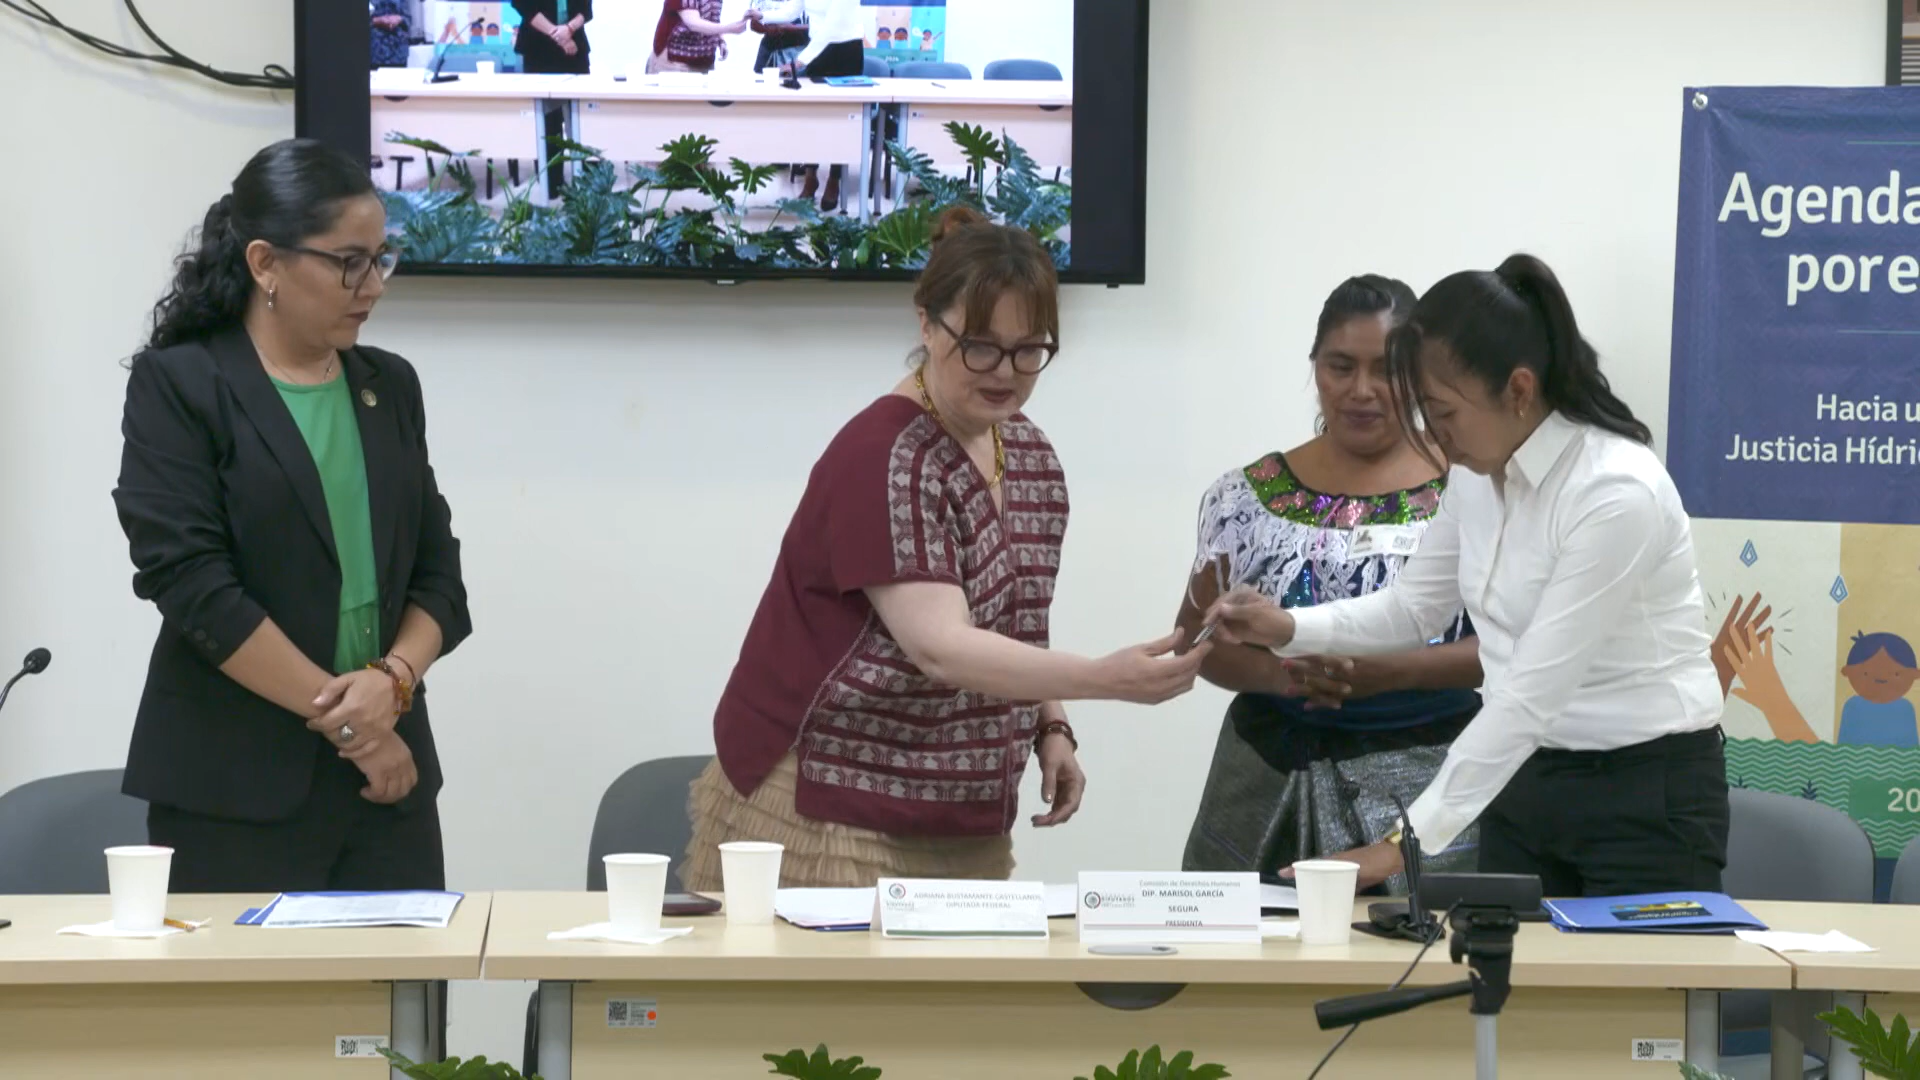 Agenda
por e
Hacia u
Justicia Hídri
20
ADRIANA BUSTAMANTE CASTELLANOS
DIPUTADA FEDERAL
Comisión de Derechos Humanos
DIP. MARISOL GARCÍA
SEGURA
PRESIDENTA